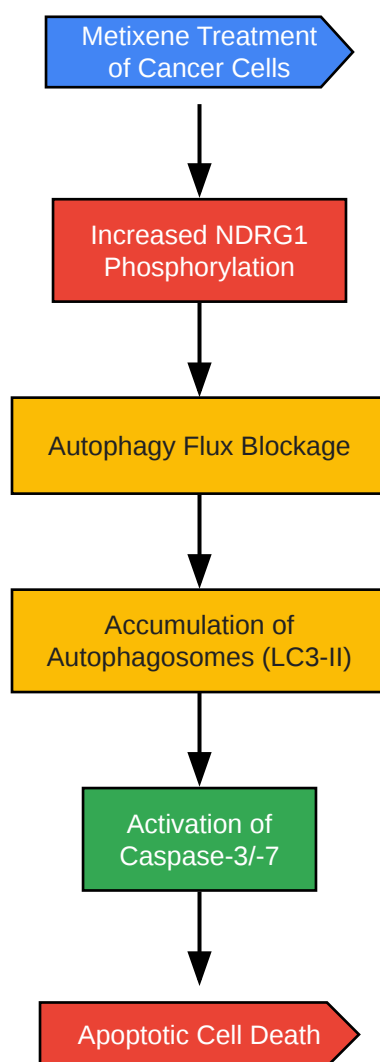 Metixene Treatment
of Cancer Cells
Increased NDRG1
Phosphorylation
Autophagy Flux Blockage
Accumulation of
Autophagosomes (LC3-II)
Activation of
Caspase-3/-7
Apoptotic Cell Death